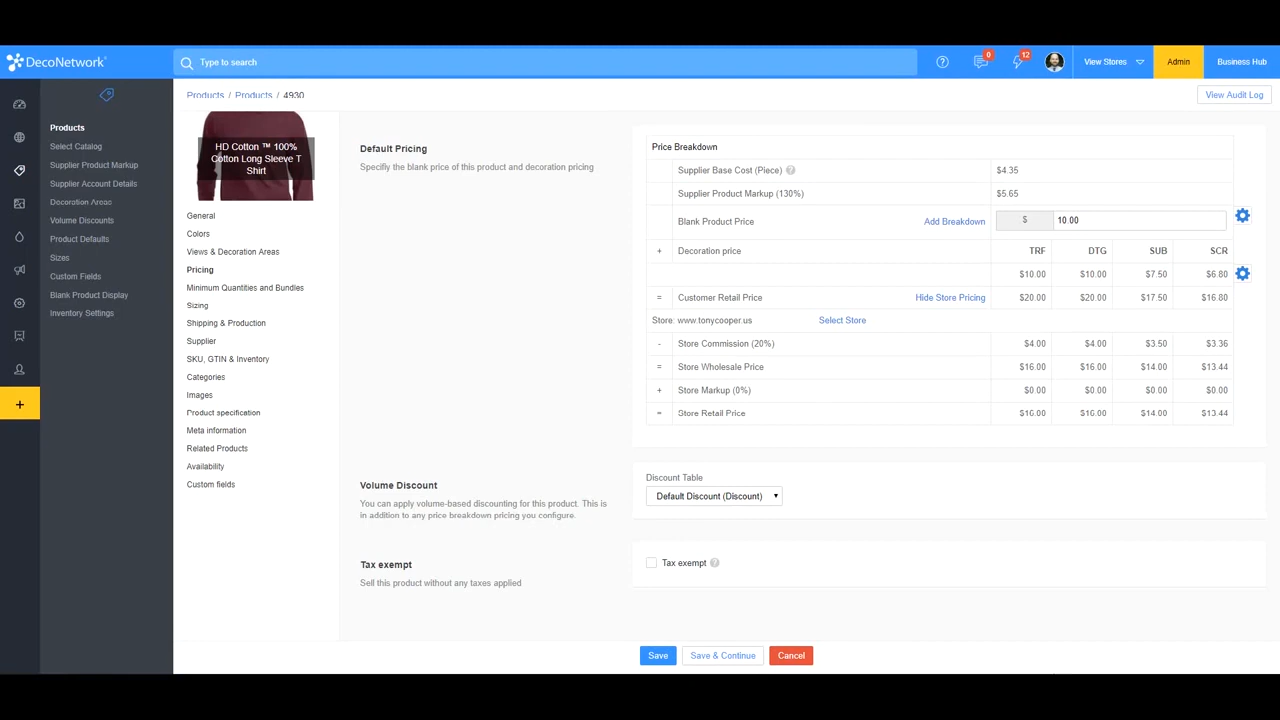 DecoNetwork
Type to search
0
12
View Stores
Admin
Business Hub
Products / Products / 4930
View Audit Log
Products
Select Catalog
Supplier Product Markup
Supplier Account Details
Decoration Areas
Volume Discounts
Product Defaults
Sizes
Custom Fields
Blank Product Display
Inventory Settings
+
HD Cotton ™ 100%
Cotton Long Sleeve T
Shirt
General
Colors
Views & Decoration Areas
Pricing
Minimum Quantities and Bundles
Sizing
Shipping & Production
Supplier
SKU, GTIN & Inventory
Categories
Images
Product specification
Meta information
Related Products
Availability
Custom fields
Default Pricing
Specifiy the blank price of this product and decoration pricing
Price Breakdown
Supplier Base Cost (Piece) ? $4.35
Supplier Product Markup (130%) $5.65
Blank Product Price Add Breakdown $ 10.00
+ Decoration price TRF DTG SUB SCR
$10.00 $10.00 $7.50 $6.80
= Customer Retail Price Hide Store Pricing $20.00 $20.00 $17.50 $16.80
Store: www.tonycooper.us Select Store
- Store Commission (20%) $4.00 $4.00 $3.50 $3.36
= Store Wholesale Price $16.00 $16.00 $14.00 $13.44
+ Store Markup (0%) $0.00 $0.00 $0.00 $0.00
= Store Retail Price $16.00 $16.00 $14.00 $13.44
Volume Discount
You can apply volume-based discounting for this product. This is
in addition to any price breakdown pricing you configure.
Discount Table
Default Discount (Discount)
Tax exempt
Sell this product without any taxes applied
Tax exempt ?
Save
Save & Continue
Cancel